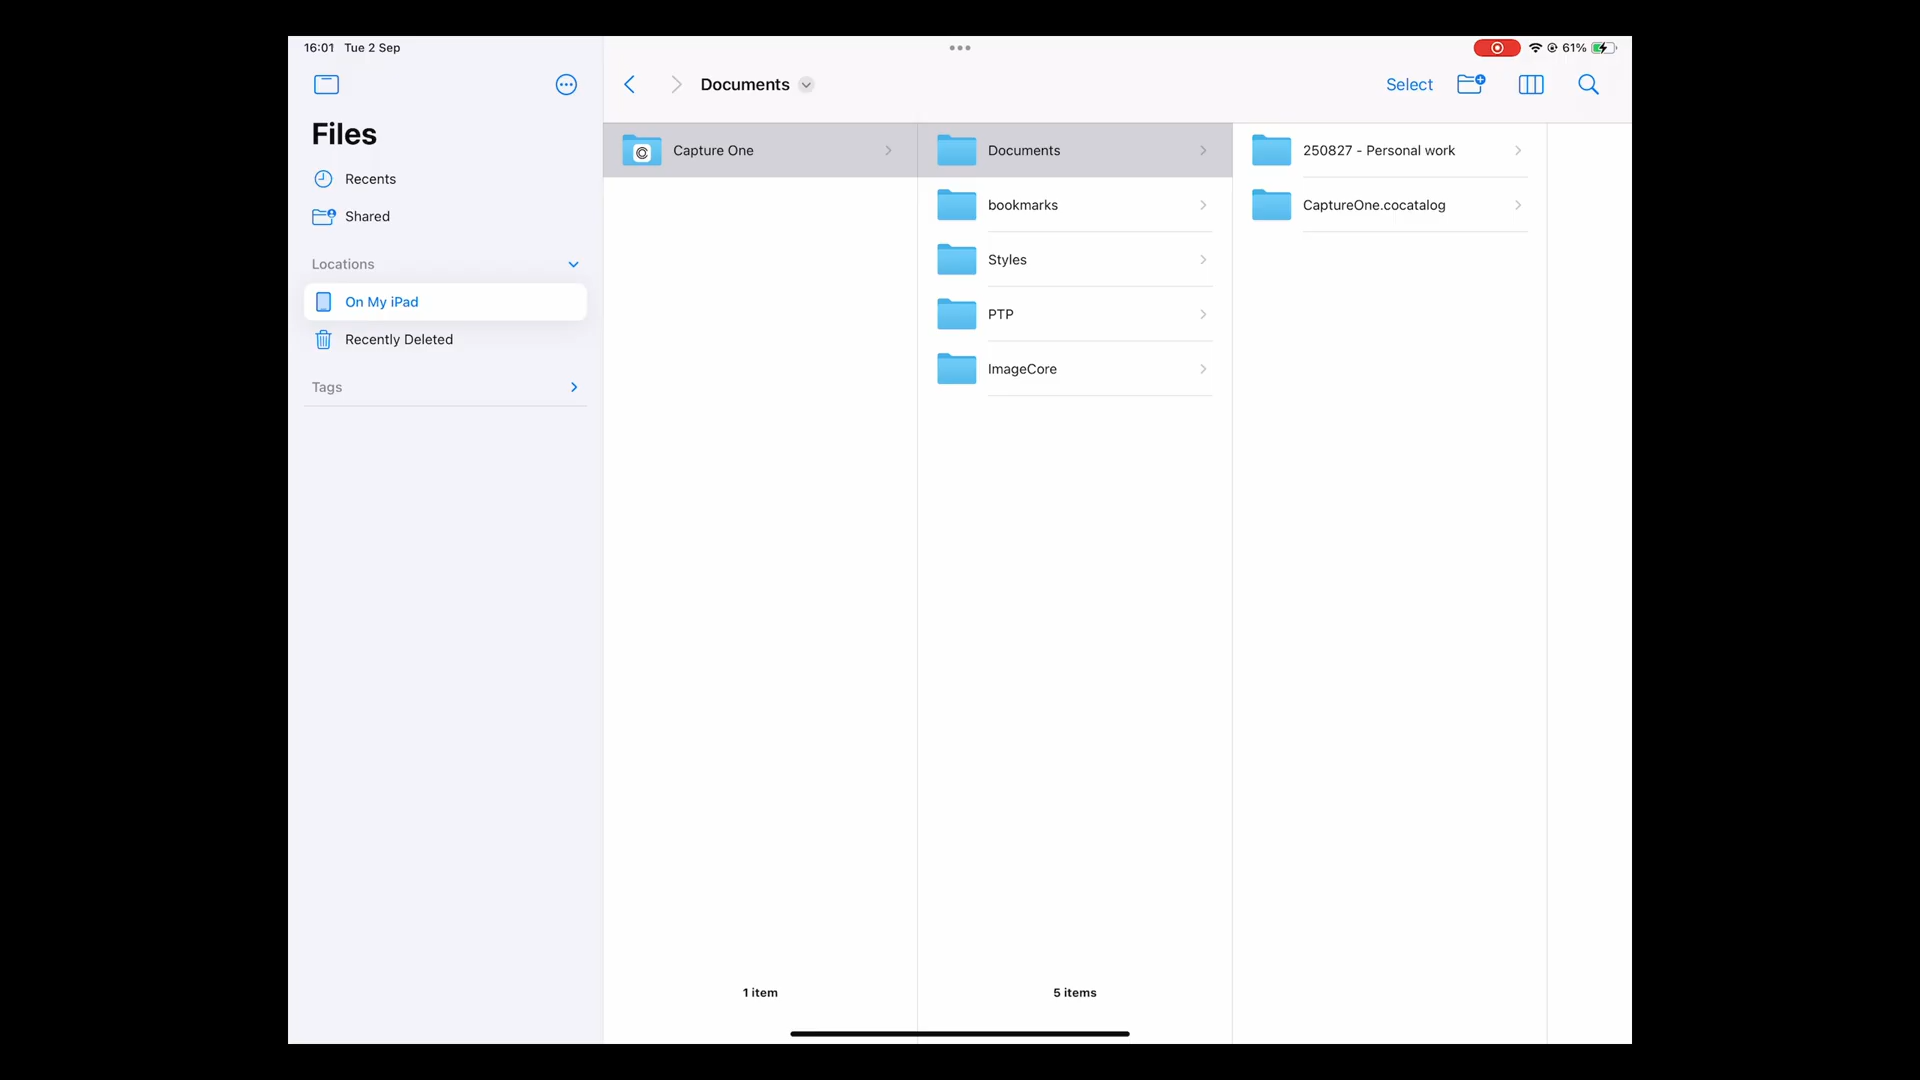 16:01 Tue 2 Sep
61%
Documents
Select
Files
Recents
Shared
Locations
On My iPad
Recently Deleted
Tags
Capture One
Documents
bookmarks
Styles
PTP
ImageCore
250827 - Personal work
CaptureOne.cocatalog
1 item
5 items